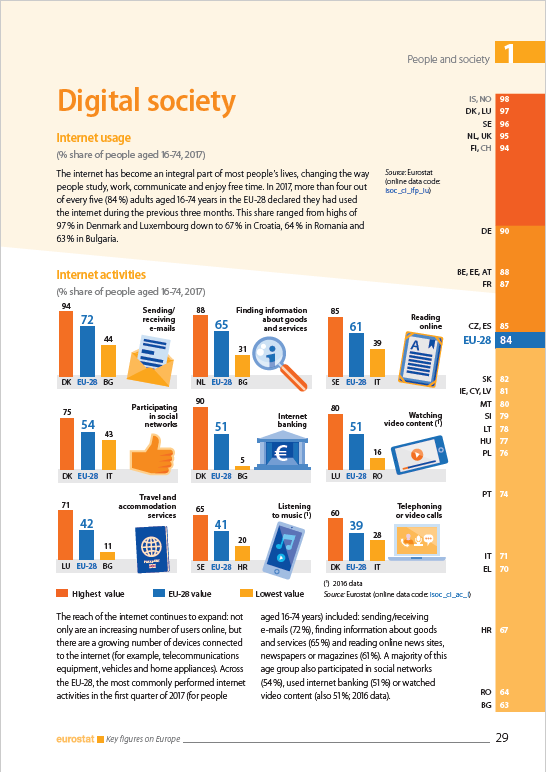 People and society 1
Digital society
Internet usage
(% share of people aged 16-74, 2017)
The internet has become an integral part of most people's lives, changing the way
people study, work, communicate and enjoy free time. In 2017, more than four out
of every five (84 %) adults aged 16-74 years in the EU-28 declared they had used
the internet during the previous three months. This share ranged from highs of
97 % in Denmark and Luxembourg down to 67 % in Croatia, 64 % in Romania and
63 % in Bulgaria.
Source: Eurostat
(online data code:
isoc_ci_ifp_iu)
IS, NO 98
DK, LU 97
SE 96
NL, UK 95
FI, CH 94
DE 90
BE, EE, AT 88
FR 87
CZ, ES 85
EU-28 84
SK 82
IE, CY, LV 81
MT 80
SI 79
LT 78
HU 77
PL 76
PT 74
IT 71
EL 70
HR 67
RO 64
BG 63
Internet activities
(% share of people aged 16-74, 2017)
Sending/
receiving
e-mails
94 72 44
DK EU-28 BG
Finding information
about goods
and services
88 65 31
NL EU-28 BG
Reading
online
85 61 39
SE EU-28 IT
A
Participating
in social
networks
75 54 43
DK EU-28 IT
Internet
banking
90 51 5
DK EU-28 BG
€
Watching
video content (¹)
80 51 16
LU EU-28 RO
Travel and
accommodation
services
71 42 11
LU EU-28 BG
PASSPORT
Listening
to music (¹)
65 41 20
SE EU-28 HR
Telephoning
or video calls
60 39 28
DK EU-28 IT
Highest value
EU-28 value
Lowest value
(¹) 2016 data
Source: Eurostat (online data code: isoc_ci_ac_i)
The reach of the internet continues to expand: not
only are an increasing number of users online, but
there are a growing number of devices connected
to the internet (for example, telecommunications
equipment, vehicles and home appliances). Across
the EU-28, the most commonly performed internet
activities in the first quarter of 2017 (for people
aged 16-74 years) included: sending/receiving
e-mails (72 %), finding information about goods
and services (65 %) and reading online news sites,
newspapers or magazines (61 %). A majority of this
age group also participated in social networks
(54 %), used internet banking (51 %) or watched
video content (also 51 %; 2016 data).
eurostat Key figures on Europe 29